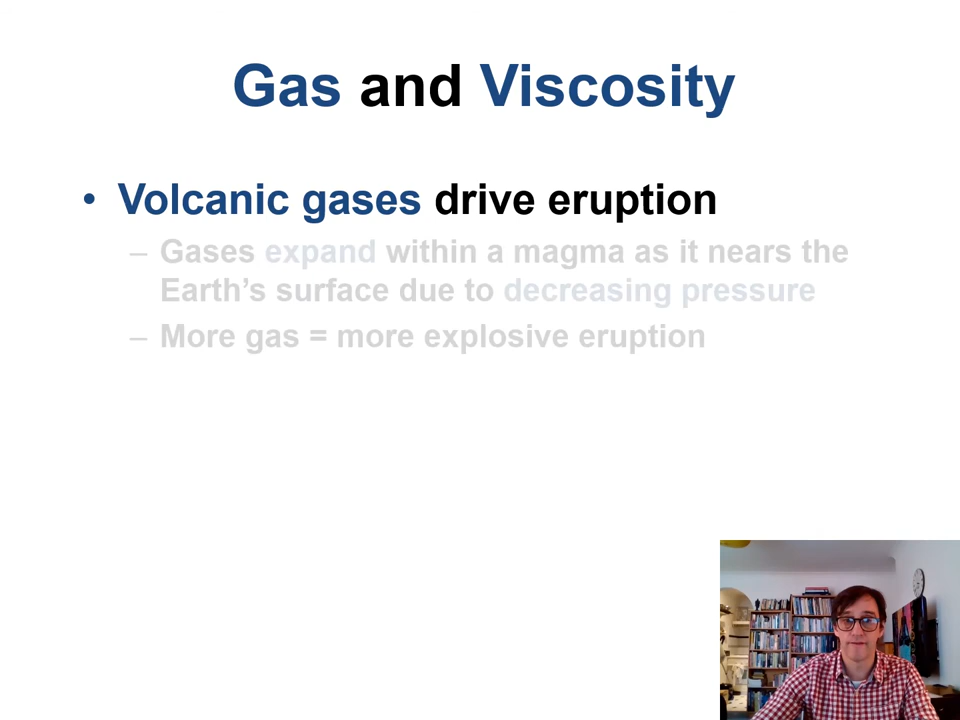 Gas and Viscosity
• Volcanic gases drive eruption
– Gases expand within a magma as it nears the
Earth’s surface due to decreasing pressure
– More gas = more explosive eruption